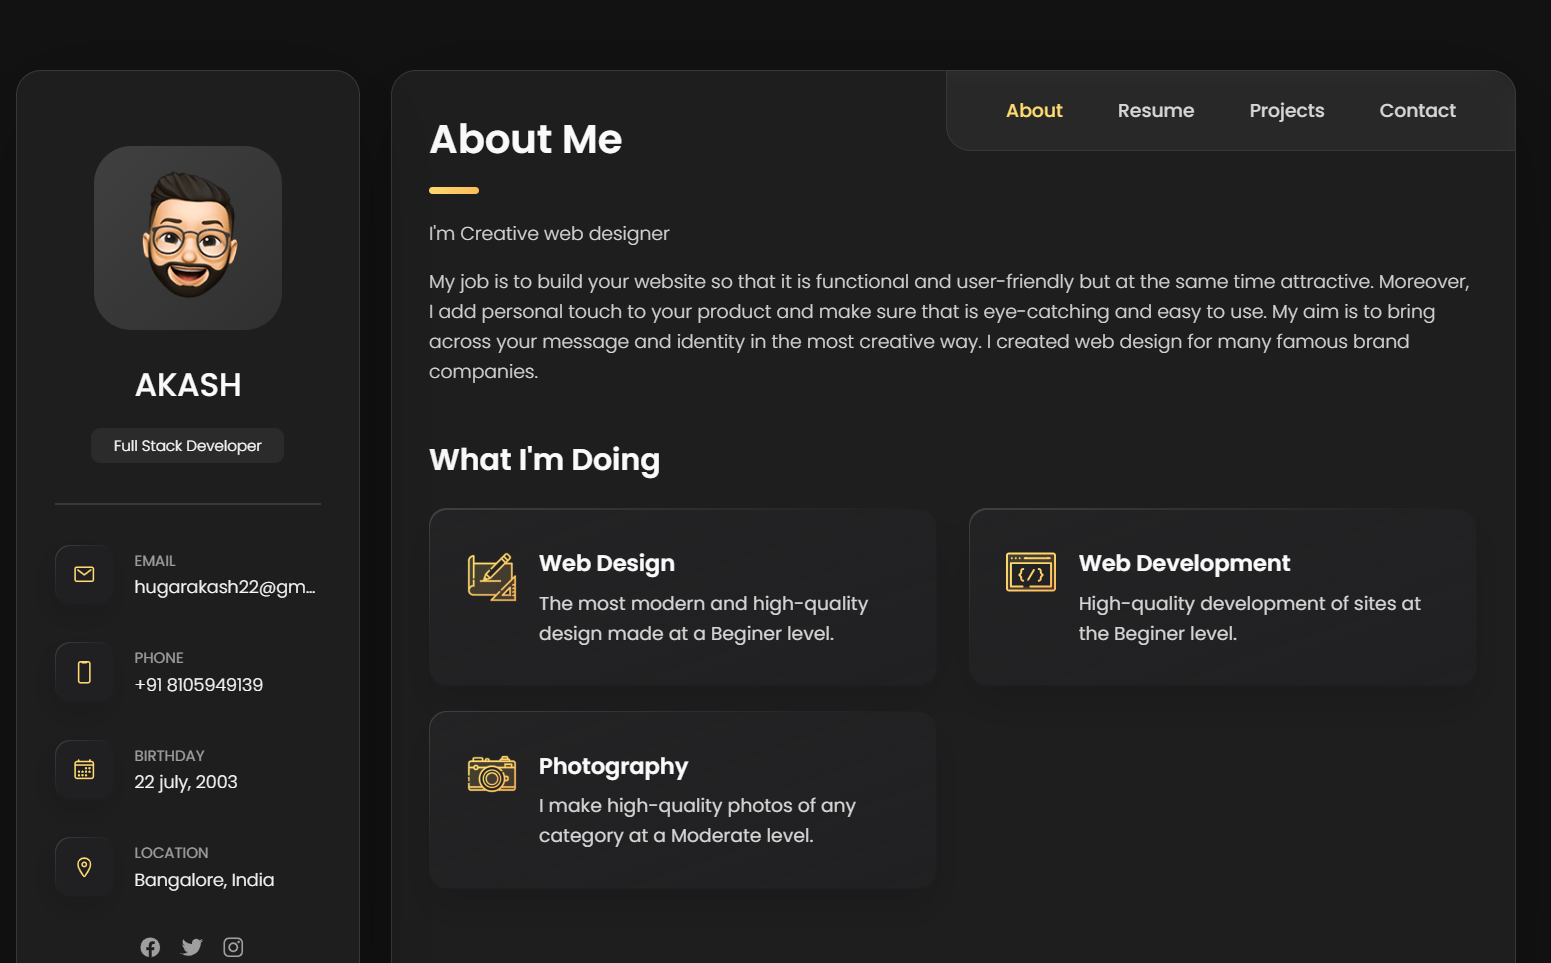 AKASH
Full Stack Developer
EMAIL
hugarakash22@gm...
PHONE
+91 8105949139
BIRTHDAY
22 july, 2003
LOCATION
Bangalore, India
About
Resume
Projects
Contact
About Me
I'm Creative web designer
My job is to build your website so that it is functional and user-friendly but at the same time attractive. Moreover,
I add personal touch to your product and make sure that is eye-catching and easy to use. My aim is to bring
across your message and identity in the most creative way. I created web design for many famous brand
companies.
What I'm Doing
Web Design
The most modern and high-quality
design made at a Beginer level.
Web Development
High-quality development of sites at
the Beginer level.
Photography
I make high-quality photos of any
category at a Moderate level.